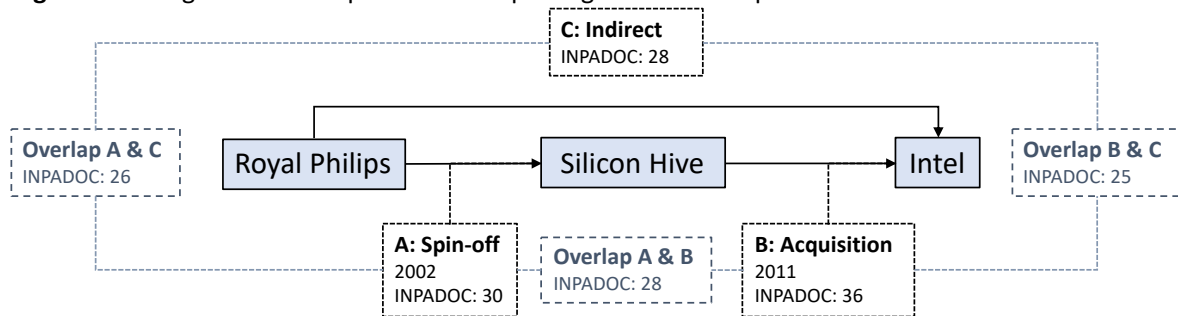 C: Indirect
INPADOC: 28
Overlap A & C
INPADOC: 26
Royal Philips
Silicon Hive
Intel
Overlap B & C
INPADOC: 25
A: Spin-off
2002
INPADOC: 30
Overlap A & B
INPADOC: 28
B: Acquisition
2011
INPADOC: 36